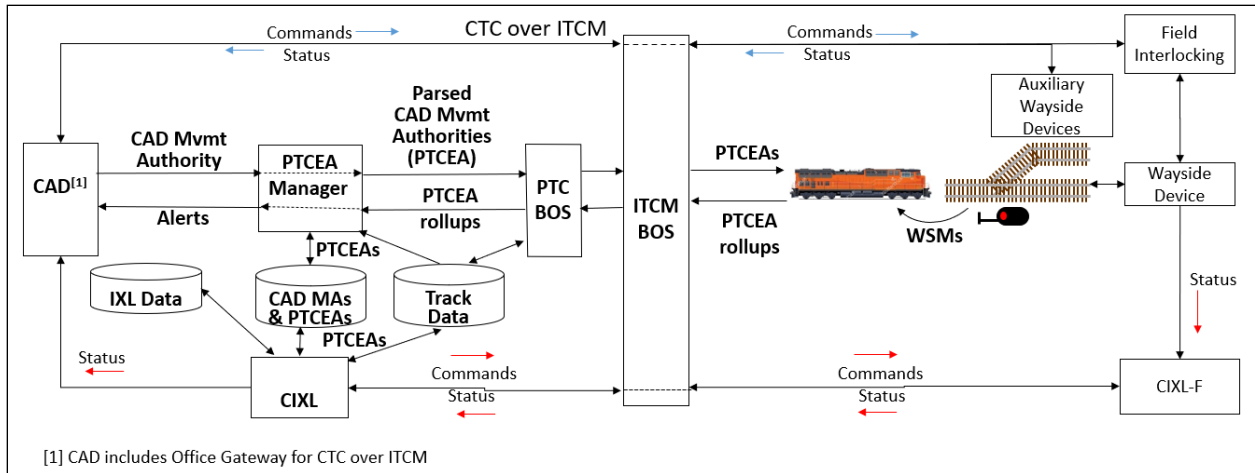 Commands
Status
CTC over ITCM
Commands
Status
Field
Interlocking
Auxiliary
Wayside
Devices
Parsed
CAD Mvmt
Authorities
(PTCEA)
CAD Mvmt
Authority
CAD[1]
PTCEA
Manager
PTC
BOS
ITCM
BOS
PTCEAs
Wayside
Device
Alerts
PTCEA
rollups
PTCEA
rollups
WSMs
PTCEAs
IXL Data
CAD MAs
& PTCEAs
Track
Data
Status
PTCEAs
Status
CIXL
Commands
Status
Commands
Status
CIXL-F
[1] CAD includes Office Gateway for CTC over ITCM